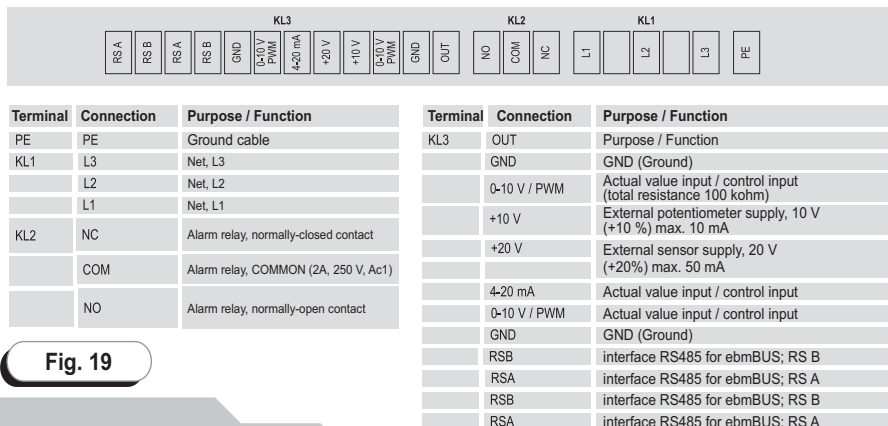 KL3 KL2 KL1
RS A RS B RS A RS B GND 0-10 V PWM 4-20 mA +20 V +10 V 0-10 V PWM GND OUT NO COM NC L1 L2 L3 PE
Terminal Connection Purpose / Function
PE PE Ground cable
KL1 L3 Net, L3
L2 Net, L2
L1 Net, L1
KL2 NC Alarm relay, normally-closed contact
COM Alarm relay, COMMON (2A, 250 V, Ac1)
NO Alarm relay, normally-open contact
Fig. 19
Terminal Connection Purpose / Function
KL3 OUT Purpose / Function
GND GND (Ground)
0-10 V / PWM Actual value input / control input
(total resistance 100 kohm)
+10 V External potentiometer supply, 10 V
(+10 %) max. 10 mA
+20 V External sensor supply, 20 V
(+20%) max. 50 mA
4-20 mA Actual value input / control input
0-10 V / PWM Actual value input / control input
GND GND (Ground)
RSB interface RS485 for ebmBUS; RS B
RSA interface RS485 for ebmBUS; RS A
RSB interface RS485 for ebmBUS; RS B
RSA interface RS485 for ebmBUS; RS A